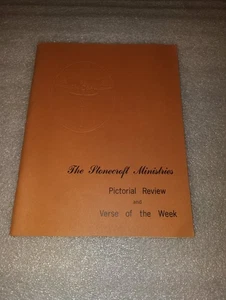 The Stonecroft Ministries
Pictorial Review
and
Verse of the Week